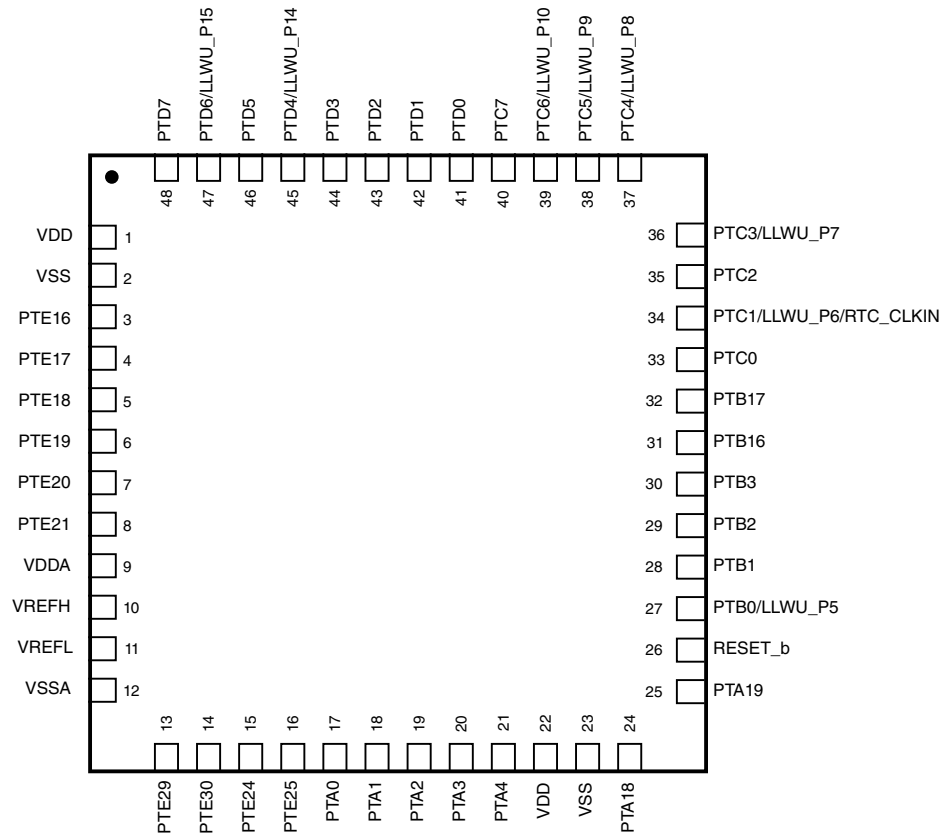 PTD7
PTD6/LLWU_P15
PTD5
PTD4/LLWU_P14
PTD3
PTD2
PTD1
PTD0
PTC7
PTC6/LLWU_P10
PTC5/LLWU_P9
PTC4/LLWU_P8
48
47
46
45
44
43
42
41
40
39
38
37
VDD 1
VSS 2
PTE16 3
PTE17 4
PTE18 5
PTE19 6
PTE20 7
PTE21 8
VDDA 9
VREFH 10
VREFL 11
VSSA 12
36 PTC3/LLWU_P7
35 PTC2
34 PTC1/LLWU_P6/RTC_CLKIN
33 PTC0
32 PTB17
31 PTB16
30 PTB3
29 PTB2
28 PTB1
27 PTB0/LLWU_P5
26 RESET_b
25 PTA19
13
14
15
16
17
18
19
20
21
22
23
24
PTE29
PTE30
PTE24
PTE25
PTA0
PTA1
PTA2
PTA3
PTA4
VDD
VSS
PTA18